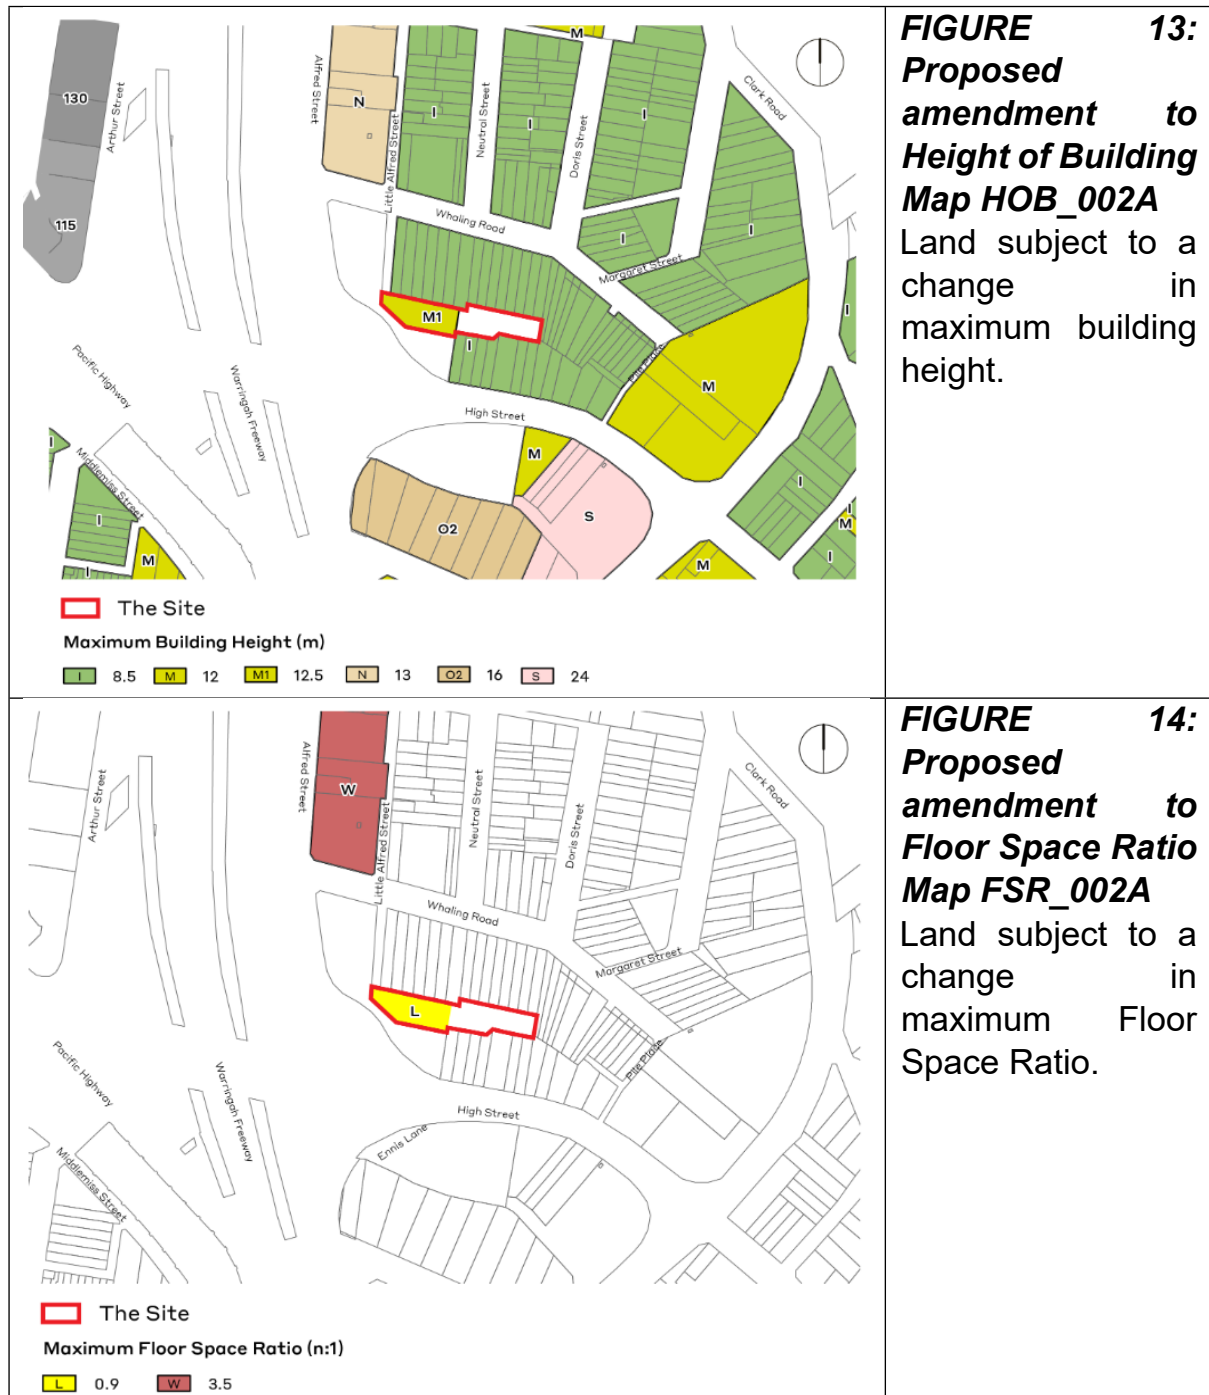 FIGURE 13:
Proposed
amendment to
Height of Building
Map HOB_002A
Land subject to a
change in
maximum building
height.
130
115
Arthur Street
Alfred Street
N
Little Alfred Street
I
Neutral Street
I
M
Doris Street
I
Clark Road
I
Whaling Road
I
Margaret Street
M1
I
I
Pile Place
M
Pacific Highway
Warringah Freeway
High Street
M
S
O2
I
Middlemiss Street
I
M
I
I
I
M
I
M
The Site
Maximum Building Height (m)
I 8.5 M 12 M1 12.5 N 13 O2 16 S 24
FIGURE 14:
Proposed
amendment to
Floor Space Ratio
Map FSR_002A
Land subject to a
change in
maximum Floor
Space Ratio.
Arthur Street
Alfred Street
W
Little Alfred Street
Neutral Street
Doris Street
Clark Road
Whaling Road
Margaret Street
L
Pile Place
Pacific Highway
Warringah Freeway
High Street
Ennis Lane
Middlemiss Street
The Site
Maximum Floor Space Ratio (n:1)
L 0.9 W 3.5